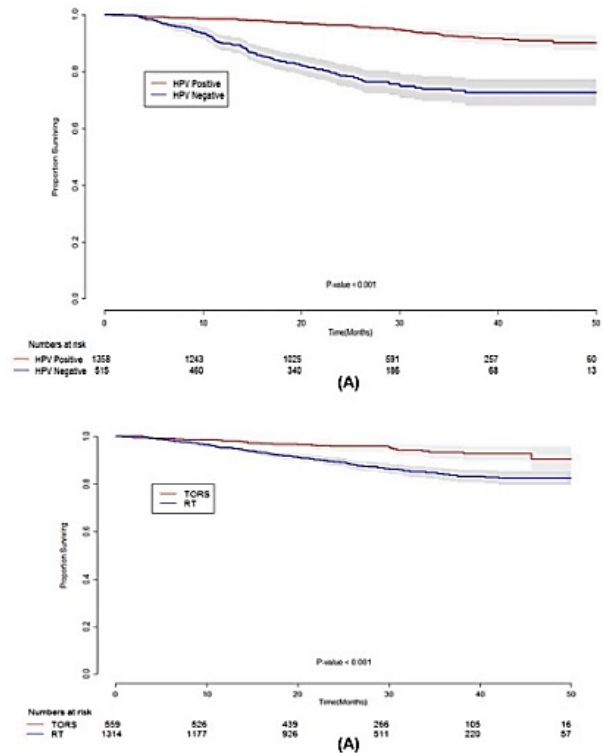 1.0
0.8
0.6
0.4
0.2
0.0
Proportion Surviving
HPV Positive
HPV Negative
P-value < 0.001
0 10 20 30 40 50
Time(Months)
Numbers at risk
HPV Positive 1358 1243 1025 591 257 60
HPV Negative 515 460 340 186 68 13
(A)
1.0
0.8
0.6
0.4
0.2
0.0
Proportion Surviving
TORS
RT
P-value < 0.001
0 10 20 30 40 50
Time(Months)
Numbers at risk
TORS 559 526 439 266 105 16
RT 1314 1177 926 511 220 57
(A)